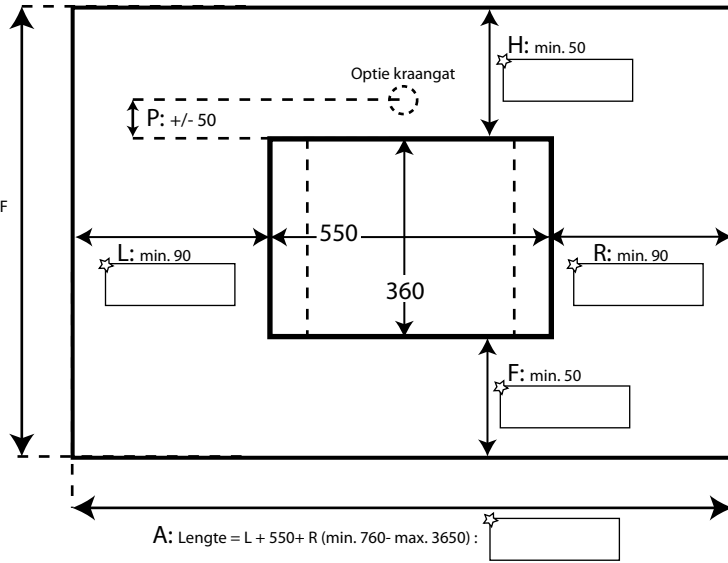 H: min. 50
Optie kraangat
P: +/- 50
F
550
L: min. 90
R: min. 90
360
F: min. 50
A: Lengte = L + 550+ R (min. 760- max. 3650) :